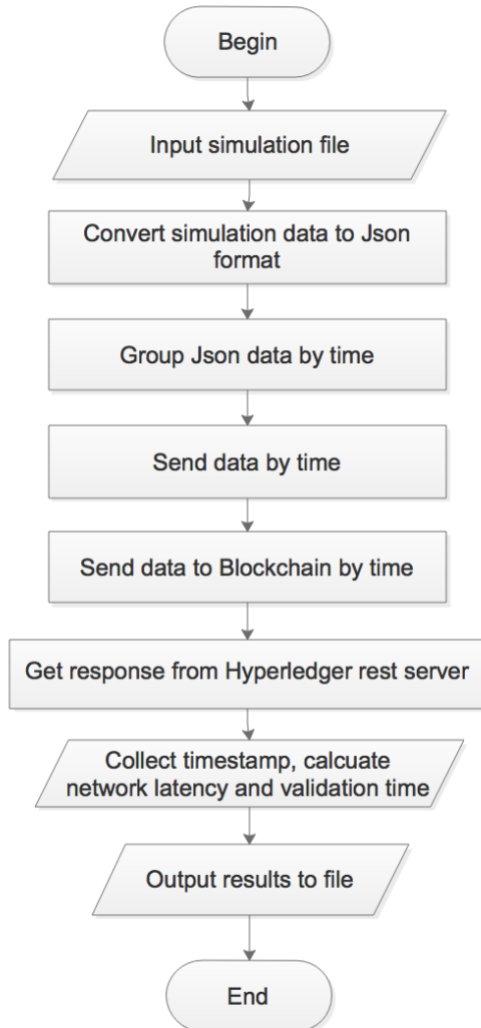 Begin
Input simulation file
Convert simulation data to Json
format
Group Json data by time
Send data by time
Send data to Blockchain by time
Get response from Hyperledger rest server
Collect timestamp, calcuate
network latency and validation time
Output results to file
End